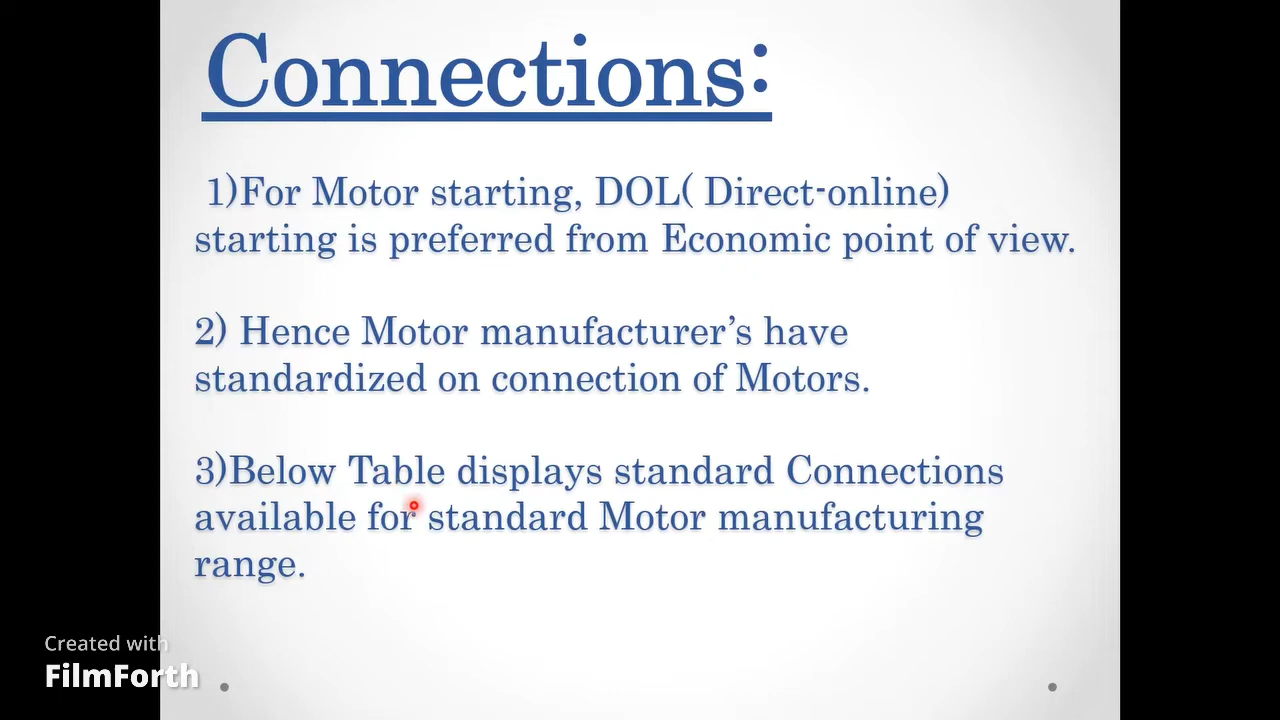 Connections:
1)For Motor starting, DOL( Direct-online)
starting is preferred from Economic point of view.
2) Hence Motor manufacturer’s have
standardized on connection of Motors.
3)Below Table displays standard Connections
available for standard Motor manufacturing
range.
Created with
FilmForth